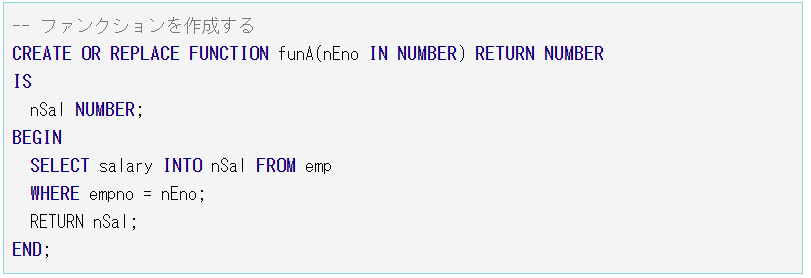 -- ファンクションを作成する
CREATE OR REPLACE FUNCTION funA(nEno IN NUMBER) RETURN NUMBER
IS
  nSal NUMBER;
BEGIN
  SELECT salary INTO nSal FROM emp
  WHERE empno = nEno;
  RETURN nSal;
END;